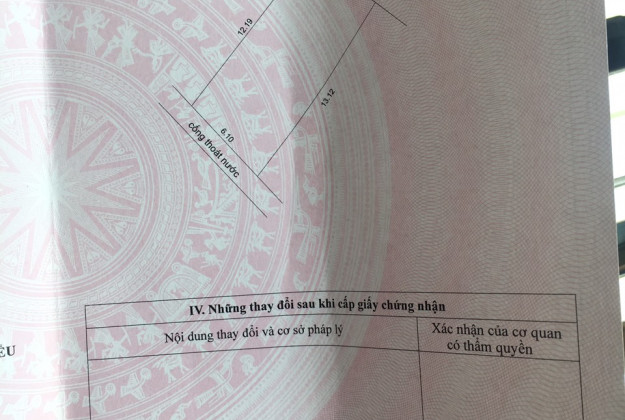 12.19
13.12
6.10
cống thoát nước
IV. Những thay đổi sau khi cấp giấy chứng nhận
Nội dung thay đổi và cơ sở pháp lý
Xác nhận của cơ quan
có thẩm quyền